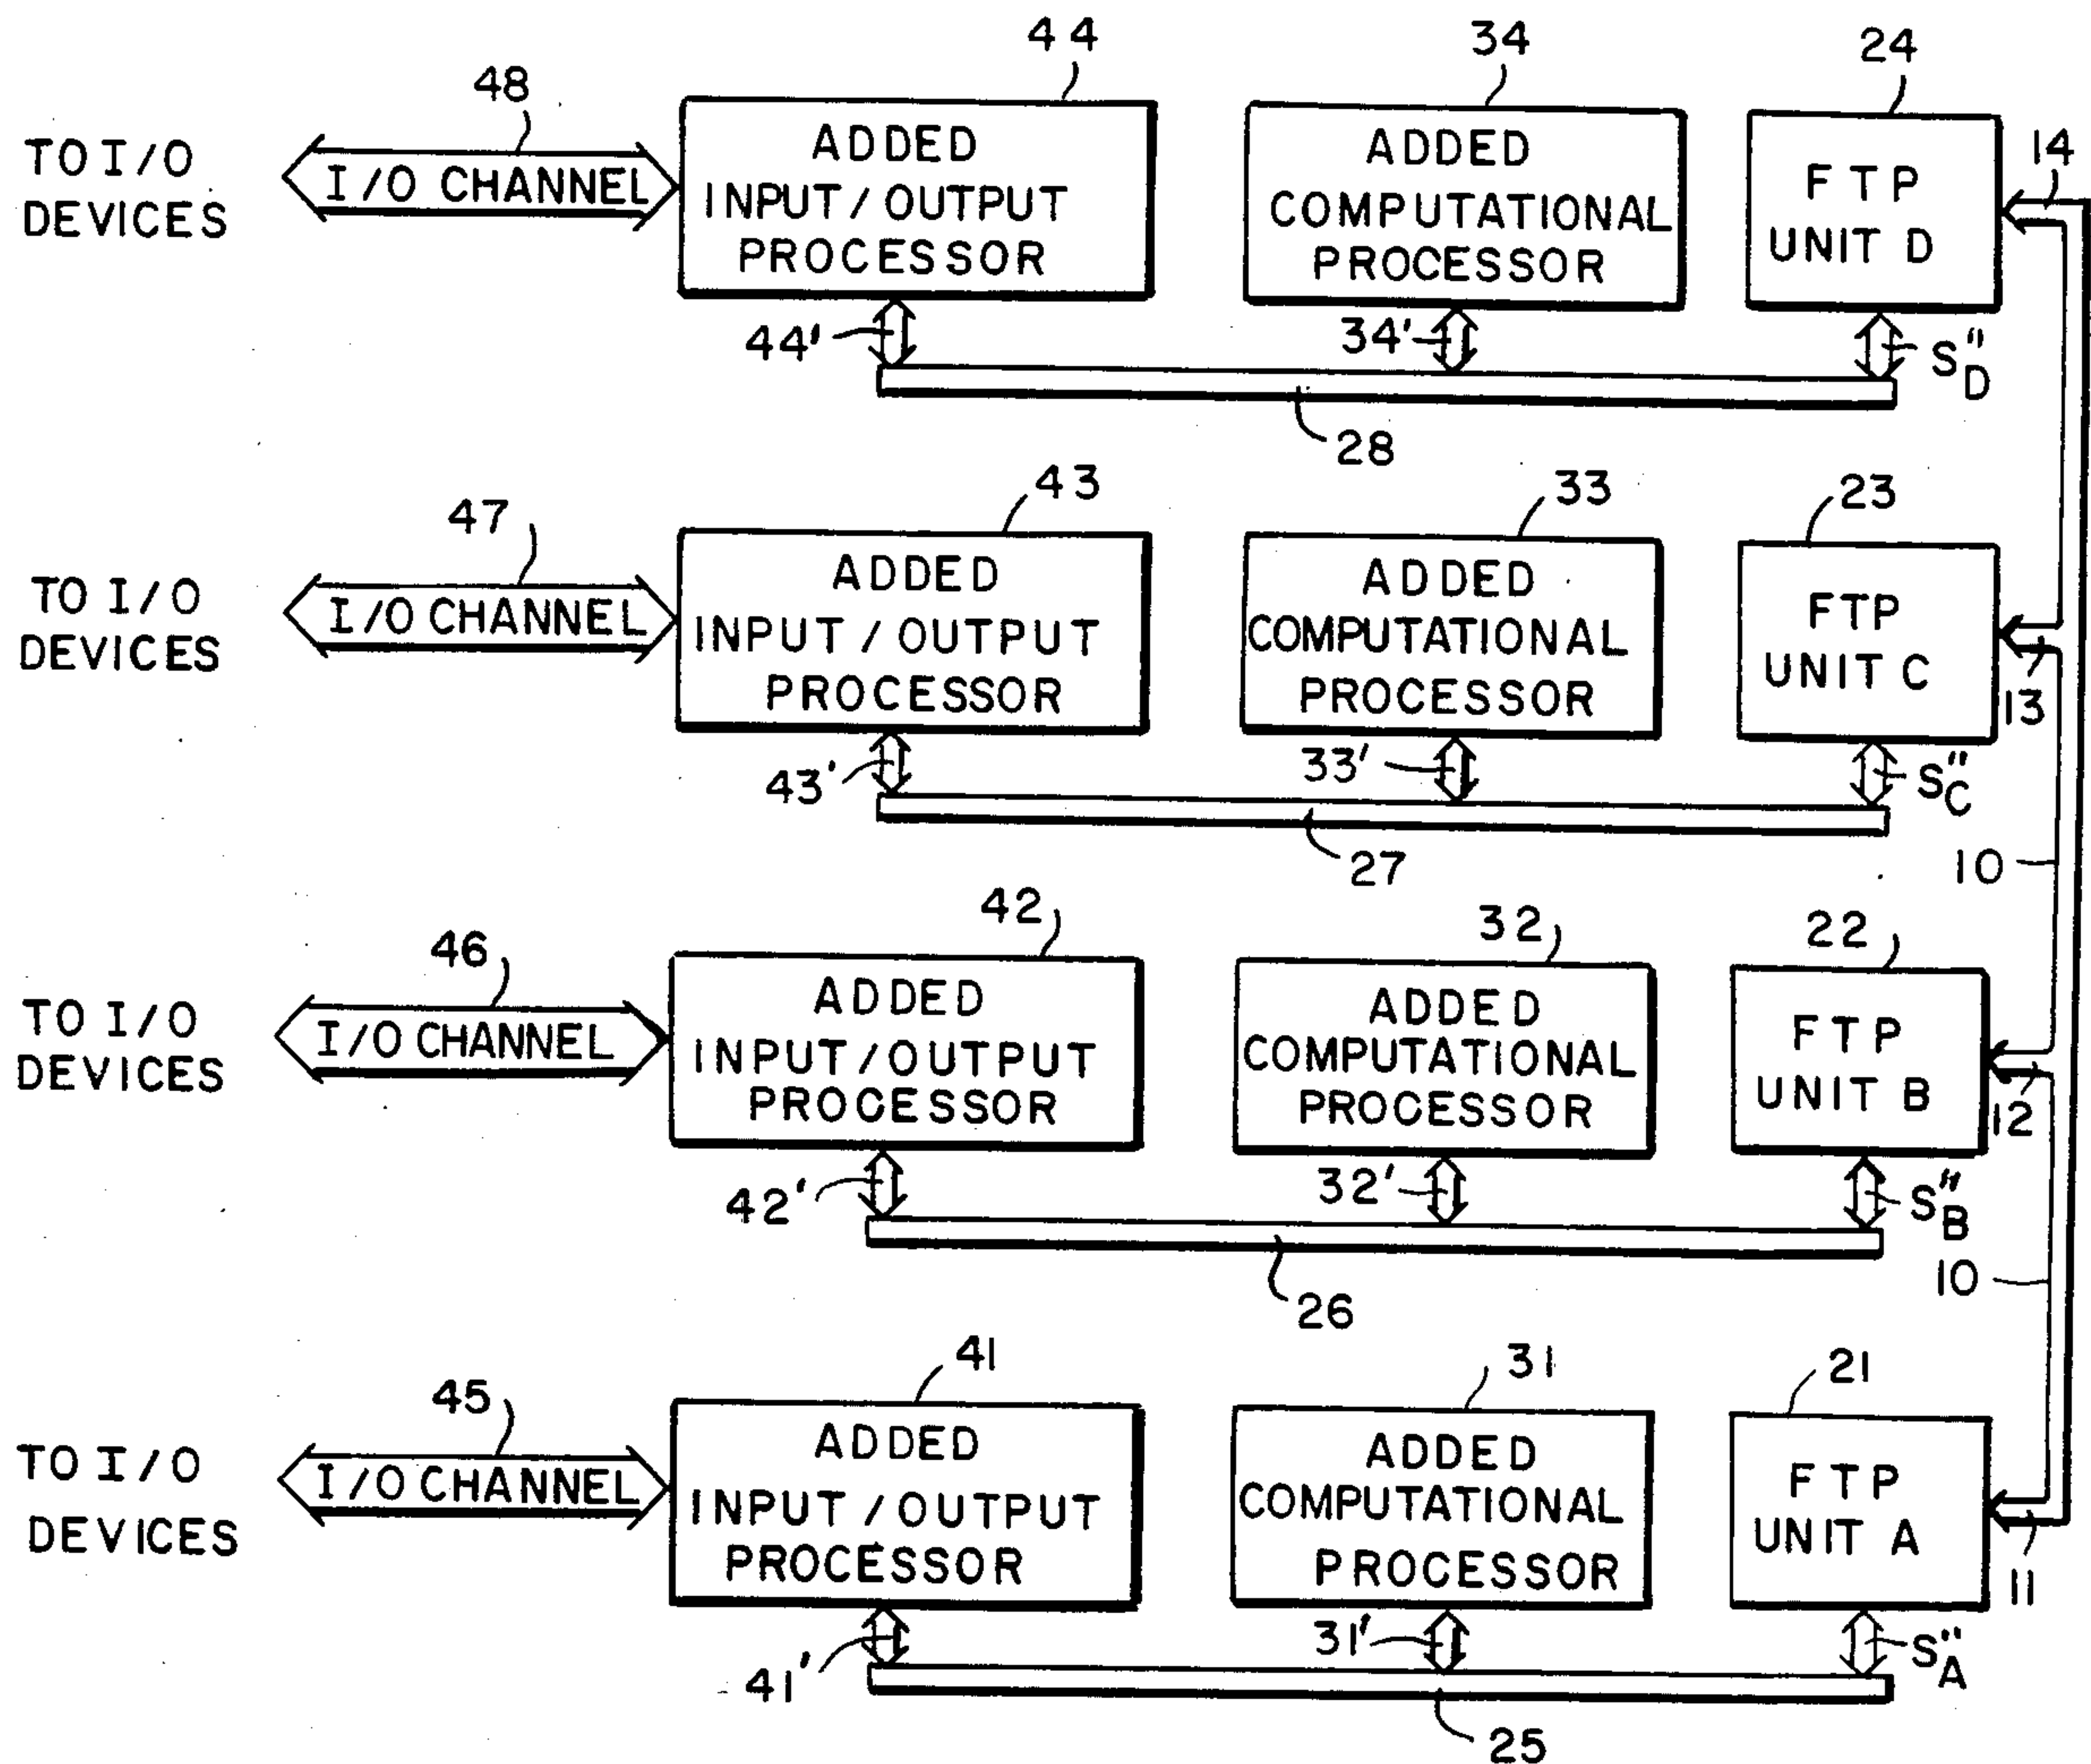 44
34
24
48
14
TO I/O
DEVICES
I/O CHANNEL
ADDED
INPUT/OUTPUT
PROCESSOR
ADDED
COMPUTATIONAL
PROCESSOR
FTP
UNIT D
44'
34'
S"D
28
43
33
23
47
TO I/O
DEVICES
I/O CHANNEL
ADDED
INPUT/OUTPUT
PROCESSOR
ADDED
COMPUTATIONAL
PROCESSOR
FTP
UNIT C
13
43'
33'
S"C
27
10
42
32
22
46
TO I/O
DEVICES
I/O CHANNEL
ADDED
INPUT/OUTPUT
PROCESSOR
ADDED
COMPUTATIONAL
PROCESSOR
FTP
UNIT B
12
42'
32'
S"B
26
10
41
31
21
45
TO I/O
DEVICES
I/O CHANNEL
ADDED
INPUT/OUTPUT
PROCESSOR
ADDED
COMPUTATIONAL
PROCESSOR
FTP
UNIT A
11
41'
31'
S"A
25